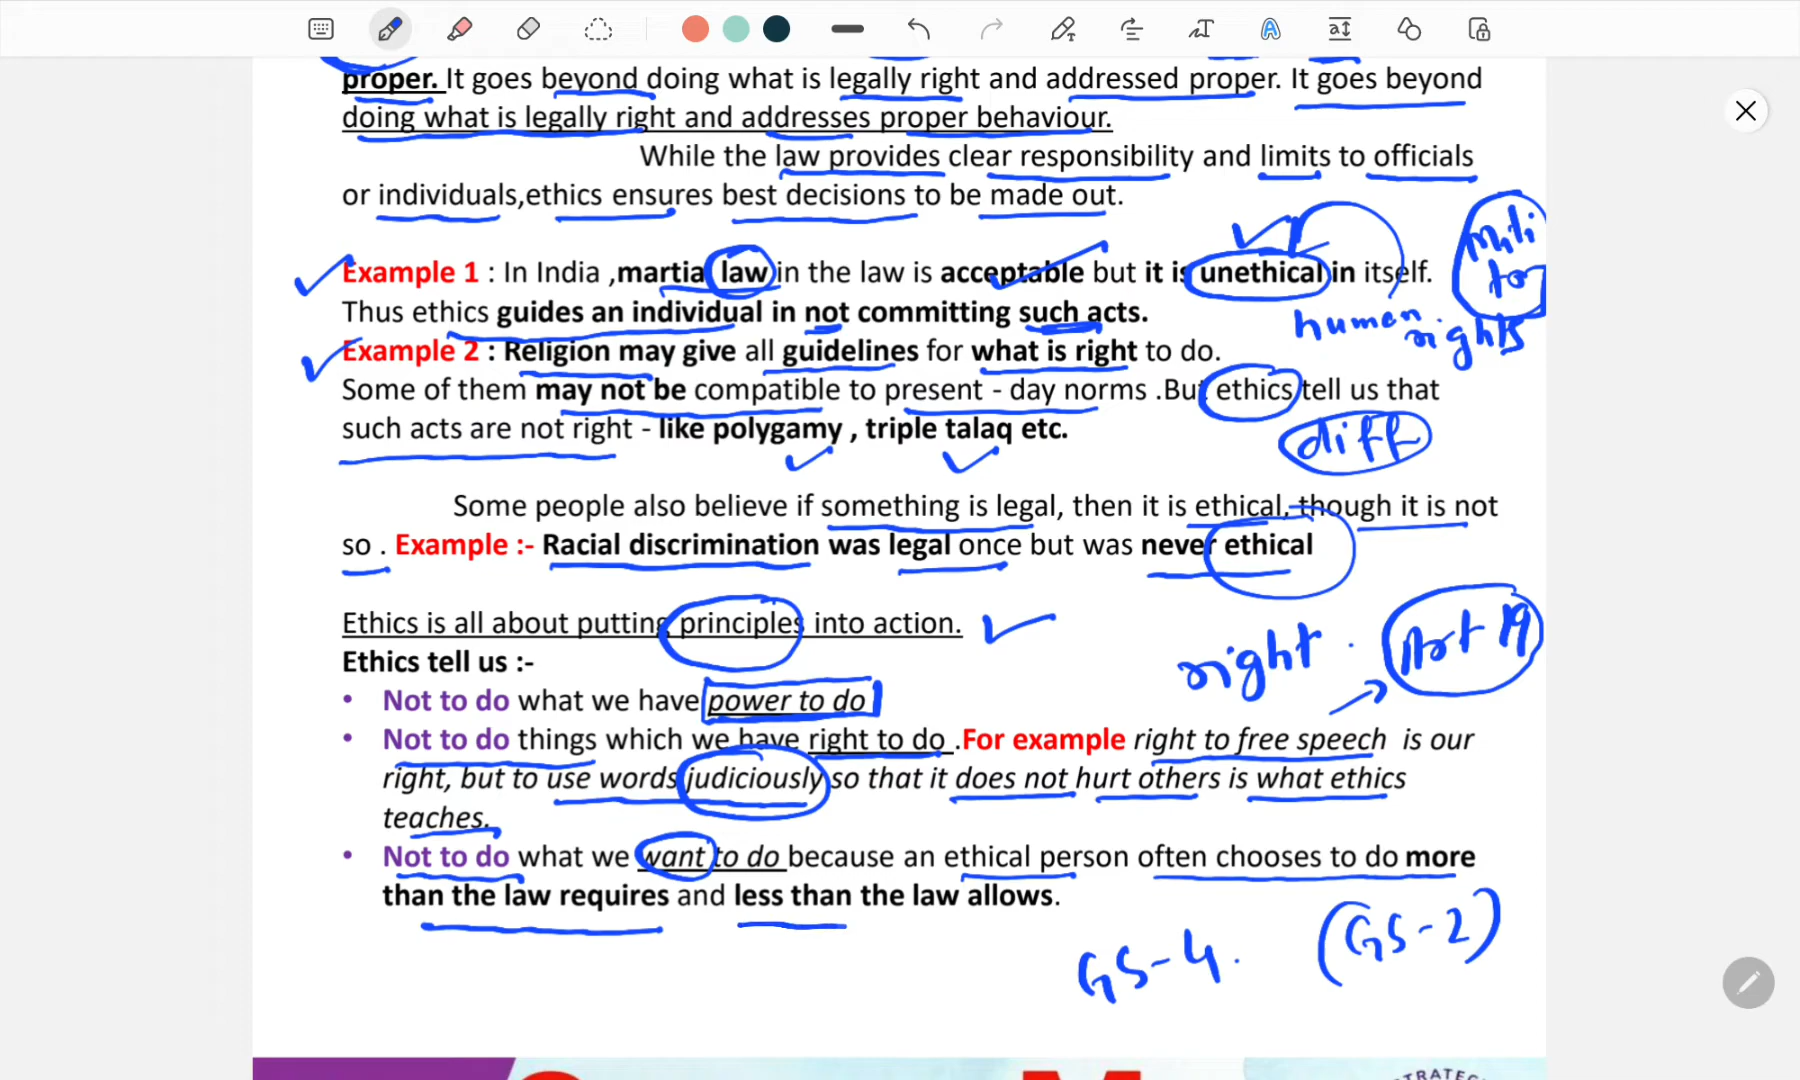 proper. It goes beyond doing what is legally right and addressed proper. It goes beyond
doing what is legally right and addresses proper behaviour.
While the law provides clear responsibility and limits to officials
or individuals,ethics ensures best decisions to be made out.
Example 1 : In India ,martial law in the law is acceptable but it is unethical in itself.
Thus ethics guides an individual in not committing such acts.
human rights
Example 2 : Religion may give all guidelines for what is right to do.
Some of them may not be compatible to present - day norms .But ethics tell us that
such acts are not right - like polygamy , triple talaq etc.
diff
Some people also believe if something is legal, then it is ethical, though it is not
so . Example :- Racial discrimination was legal once but was never ethical
Ethics is all about putting principles into action.
right . Art 19
Ethics tell us :-
• Not to do what we have power to do
• Not to do things which we have right to do .For example right to free speech is our
right, but to use words judiciously so that it does not hurt others is what ethics
teaches.
• Not to do what we want to do because an ethical person often chooses to do more
than the law requires and less than the law allows.
GS-4. (GS-2)